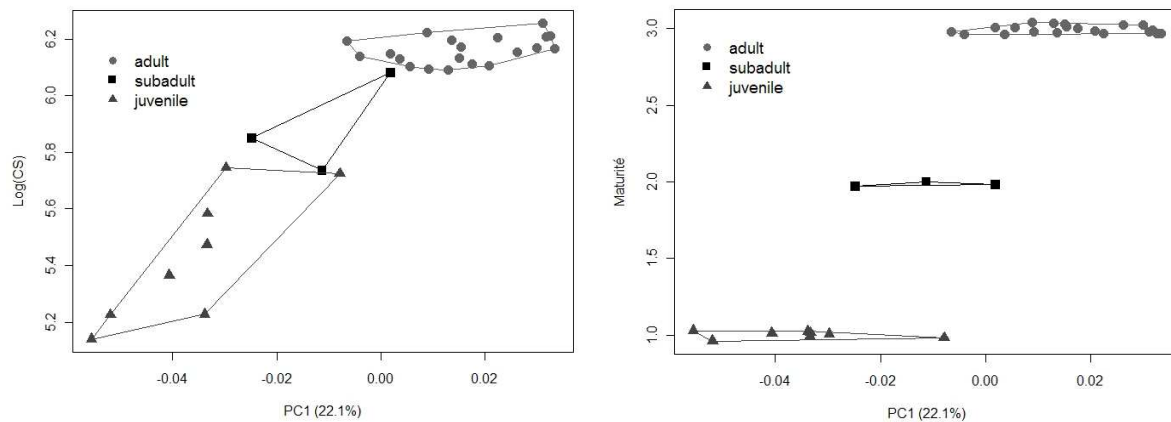 6.2
6.0
5.8
5.6
5.4
5.2
Log(CS)
adult
subadult
juvenile
-0.04
-0.02
0.00
0.02
PC1 (22.1%)
3.0
2.5
2.0
1.5
1.0
Maturité
adult
subadult
juvenile
-0.04
-0.02
0.00
0.02
PC1 (22.1%)